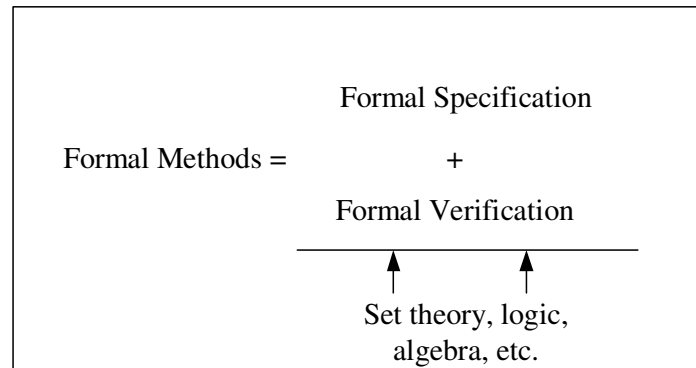 Formal Specification
Formal Methods = +
Formal Verification
Set theory, logic,
algebra, etc.